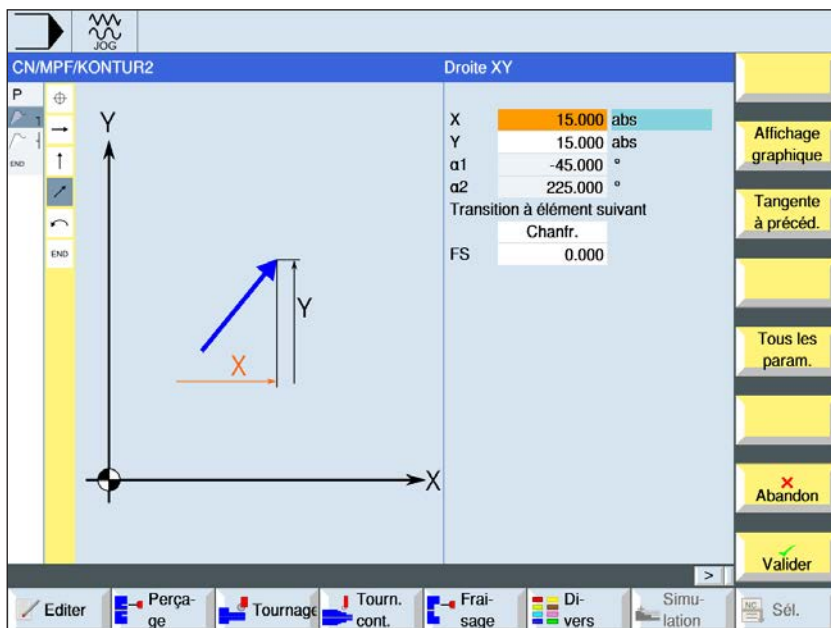 JOG
CN/MPF/KONTUR2
Droite XY
P
END
END
Y
X
Y
X
X 15.000 abs
Y 15.000 abs
α1 -45.000 °
α2 225.000 °
Transition à élément suivant
Chanfr.
FS 0.000
Affichage
graphique
Tangente
à précéd.
Tous les
param.
Abandon
Valider
>
Editer
Perça-
ge
Tournage
Tourn.
cont.
Frai-
sage
Di-
vers
Simu-
lation
NC
Sél.